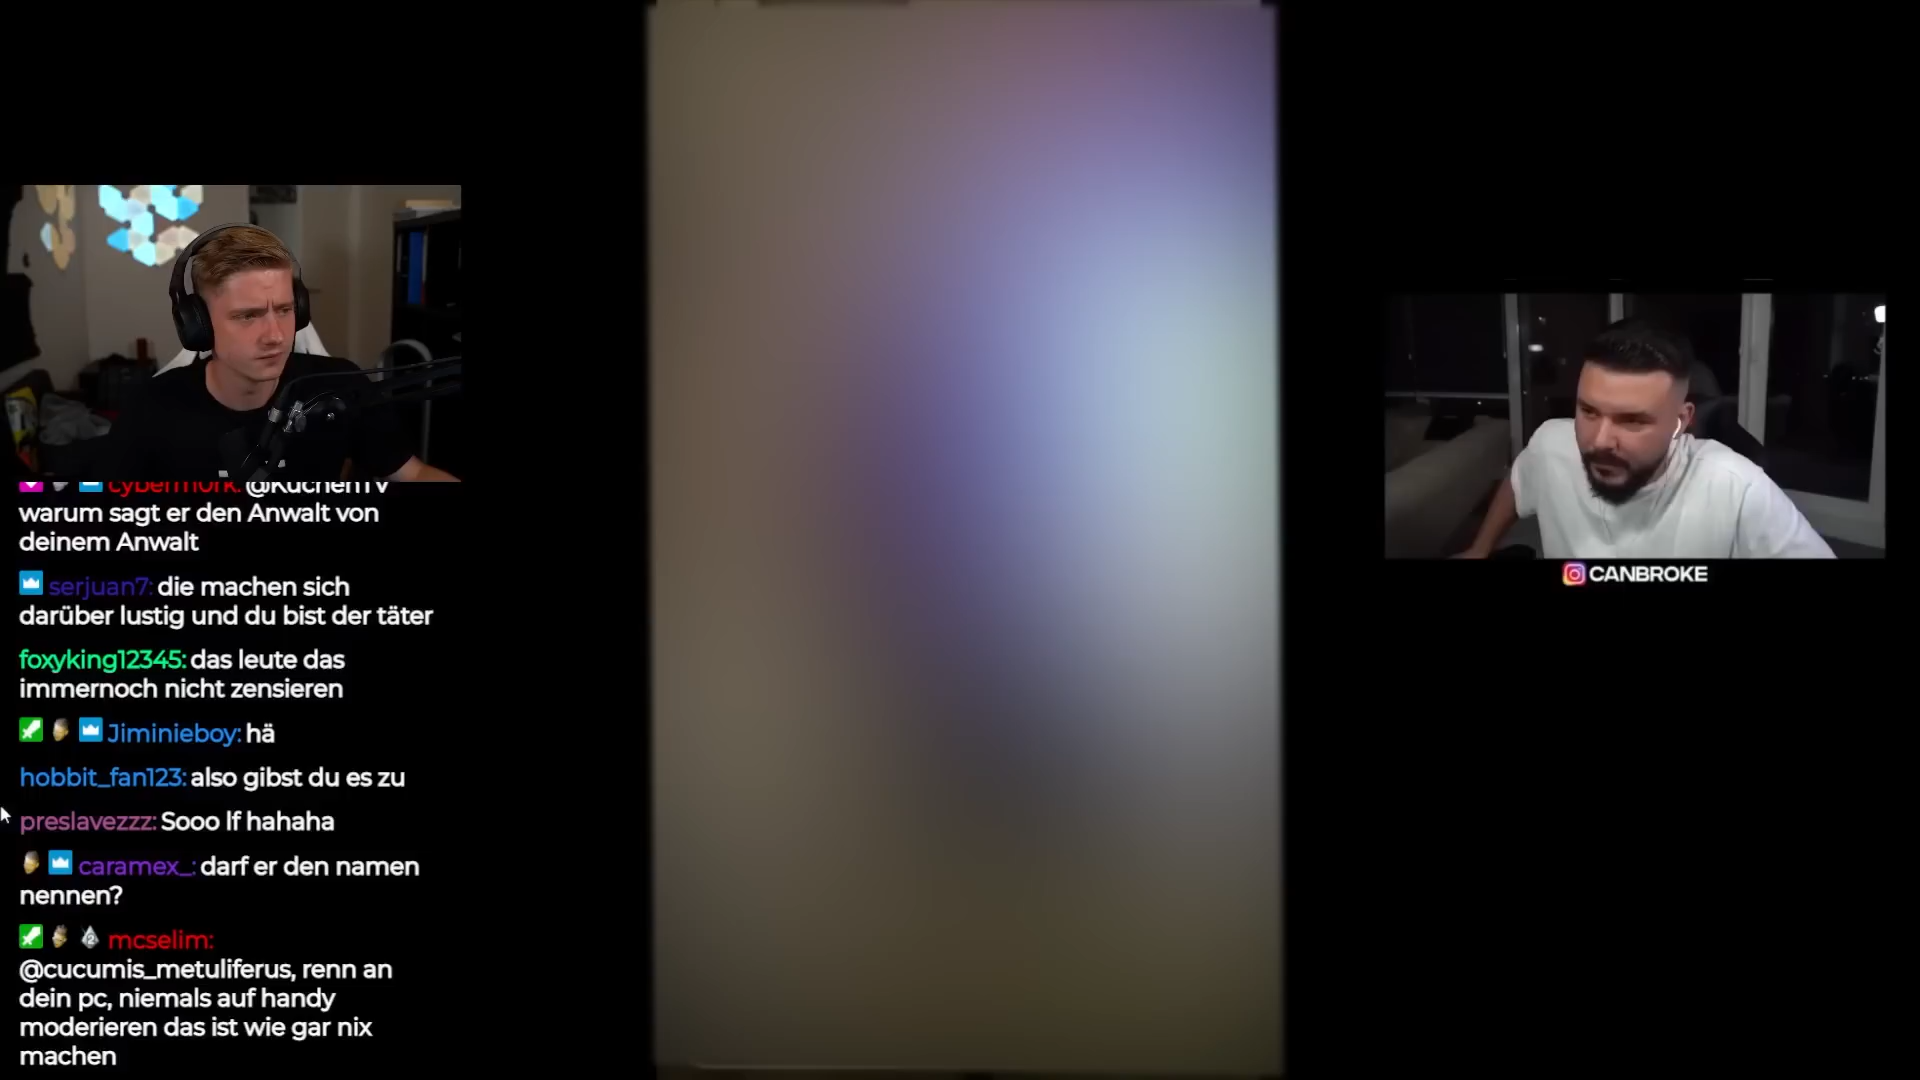 cybermork: @KuchenTV
warum sagt er den Anwalt von
deinem Anwalt
serjuan7: die machen sich
darüber lustig und du bist der täter
foxyking12345: das leute das
immernoch nicht zensieren
Jiminieboy: hä
hobbit_fan123: also gibst du es zu
preslavezzz: Sooo lf hahaha
caramex_: darf er den namen
nennen?
mcselim:
@cucumis_metuliferus, renn an
dein pc, niemals auf handy
moderieren das ist wie gar nix
machen
CANBROKE